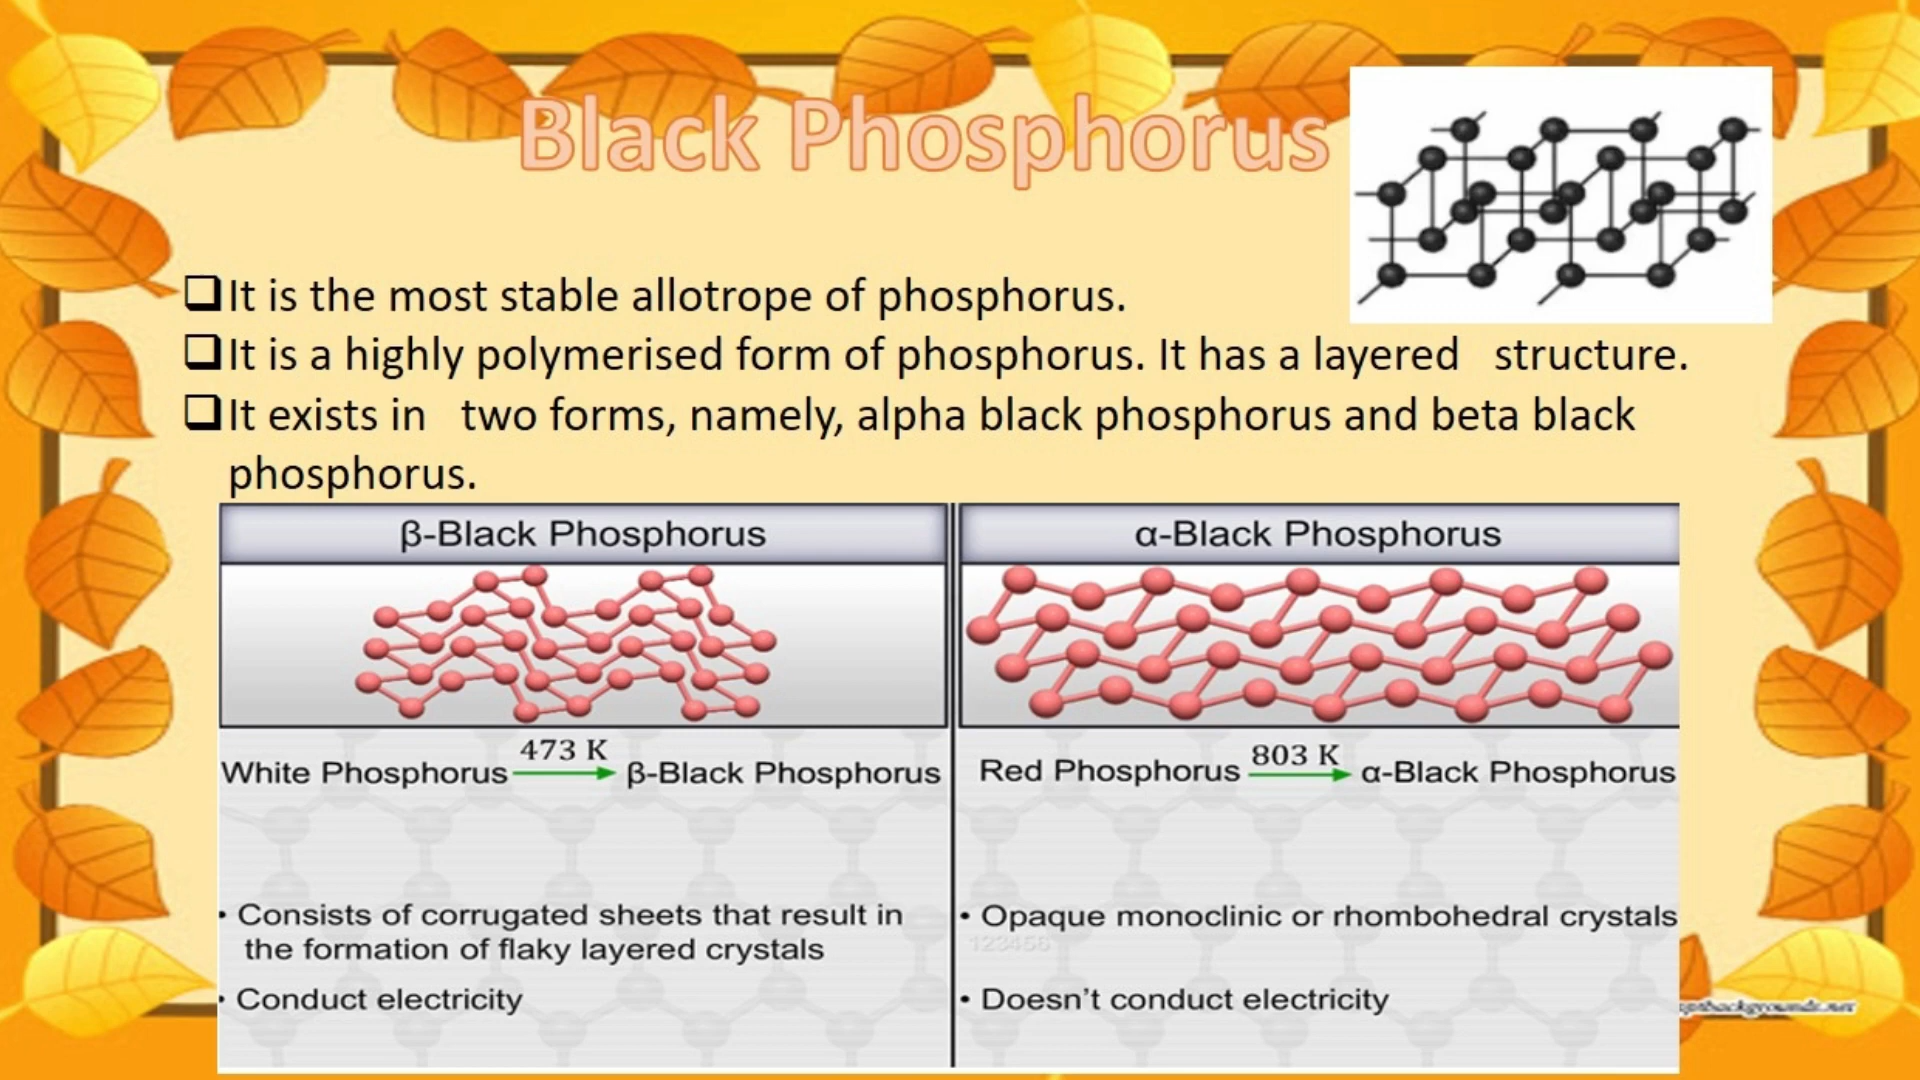 Black Phosphorus
❑It is the most stable allotrope of phosphorus.
❑It is a highly polymerised form of phosphorus. It has a layered structure.
❑It exists in two forms, namely, alpha black phosphorus and beta black
phosphorus.
β-Black Phosphorus
White Phosphorus 473 K β-Black Phosphorus
• Consists of corrugated sheets that result in
the formation of flaky layered crystals
• Conduct electricity
α-Black Phosphorus
Red Phosphorus 803 K α-Black Phosphorus
• Opaque monoclinic or rhombohedral crystals
123456
• Doesn't conduct electricity